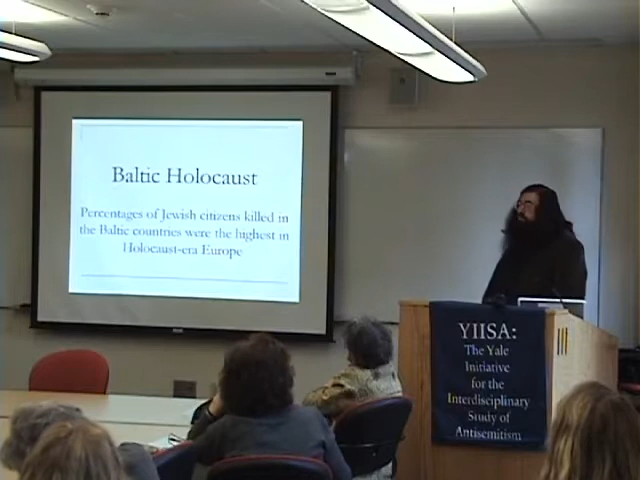 Baltic Holocaust
Percentages of Jewish citizens killed in
the Baltic countries were the highest in
Holocaust-era Europe
YIISA:
The Yale
Initiative
for the
Interdisciplinary
Study of
Antisemitism